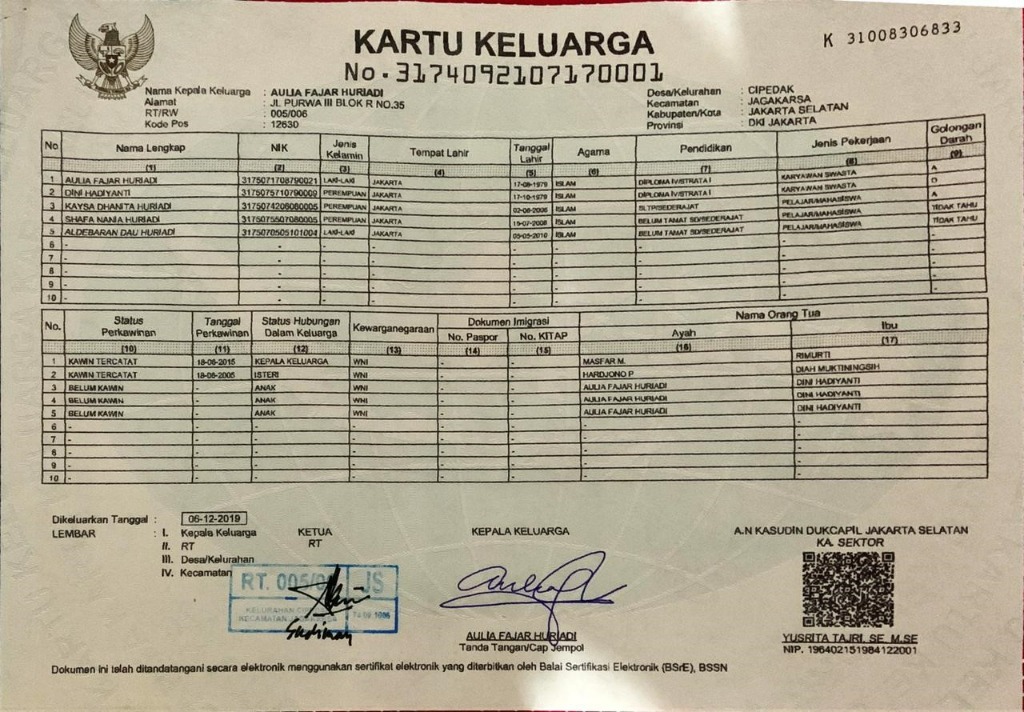 KARTU KELUARGA
No. 3174092107170001
K 31008306833
Nama Kepala Keluarga : AULIA FAJAR HURIADI
Alamat : JL PURWA III BLOK R NO.35
RT/RW : 005/006
Kode Pos : 12630
Desa/Kelurahan : CIPEDAK
Kecamatan : JAGAKARSA
Kabupaten/Kota : JAKARTA SELATAN
Provinsi : DKI JAKARTA
No Nama Lengkap NIK Jenis Kelamin Tempat Lahir Tanggal Lahir Agama Pendidikan Jenis Pekerjaan Golongan Darah
(1) (2) (3) (4) (5) (6) (7) (8) (9)
1 AULIA FAJAR HURIADI 3175071708790021 LAKI-LAKI JAKARTA 17-08-1979 ISLAM DIPLOMA IV/STRATA I KARYAWAN SWASTA A
2 DINI HADIYANTI 3175075710790009 PEREMPUAN JAKARTA 17-10-1979 ISLAM DIPLOMA IV/STRATA I KARYAWAN SWASTA O
3 KAYSA DHANITA HURIADI 3175074206060005 PEREMPUAN JAKARTA 02-06-2006 ISLAM SLTP/SEDERAJAT PELAJAR/MAHASISWA A
4 SHAFA NANIA HURIADI 3175075507080005 PEREMPUAN JAKARTA 15-07-2008 ISLAM BELUM TAMAT SD/SEDERAJAT PELAJAR/MAHASISWA TIDAK TAHU
5 ALDEBARAN DAU HURIADI 3175070505101004 LAKI-LAKI JAKARTA 05-05-2010 ISLAM BELUM TAMAT SD/SEDERAJAT PELAJAR/MAHASISWA TIDAK TAHU
6 - - - - - - - - -
7 - - - - - - - - -
8 - - - - - - - - -
9 - - - - - - - - -
10 - - - - - - - - -
No. Status Perkawinan Tanggal Perkawinan Status Hubungan Dalam Keluarga Kewarganegaraan Dokumen Imigrasi No. Paspor No. KITAP Nama Orang Tua Ayah Ibu
(10) (11) (12) (13) (14) (15) (16) (17)
1 KAWIN TERCATAT 18-06-2015 KEPALA KELUARGA WNI - - MASFAR M. RIMURTI
2 KAWIN TERCATAT 18-06-2005 ISTERI WNI - - HARDJONO P DIAH MUKTININGSIH
3 BELUM KAWIN - ANAK WNI - - AULIA FAJAR HURIADI DINI HADIYANTI
4 BELUM KAWIN - ANAK WNI - - AULIA FAJAR HURIADI DINI HADIYANTI
5 BELUM KAWIN - ANAK WNI - - AULIA FAJAR HURIADI DINI HADIYANTI
6 - - - - - - - -
7 - - - - - - - -
8 - - - - - - - -
9 - - - - - - - -
10 - - - - - - - -
Dikeluarkan Tanggal : 06-12-2019
LEMBAR : I. Kepala Keluarga
II. RT
III. Desa/Kelurahan
IV. Kecamatan
KETUA
RT
RT. 005/0 JS
KELURAHAN
KECAMATAN
Sudiman
KEPALA KELUARGA
AULIA FAJAR HURIADI
Tanda Tangan/Cap Jempol
A.N KASUDIN DUKCAPIL JAKARTA SELATAN
KA. SEKTOR
YUSRITA TAJRI, SE, M.SE
NIP. 196402151984122001
Dokumen ini telah ditandatangani secara elektronik menggunakan sertifikat elektronik yang diterbitkan oleh Balai Sertifikasi Elektronik (BSrE), BSSN